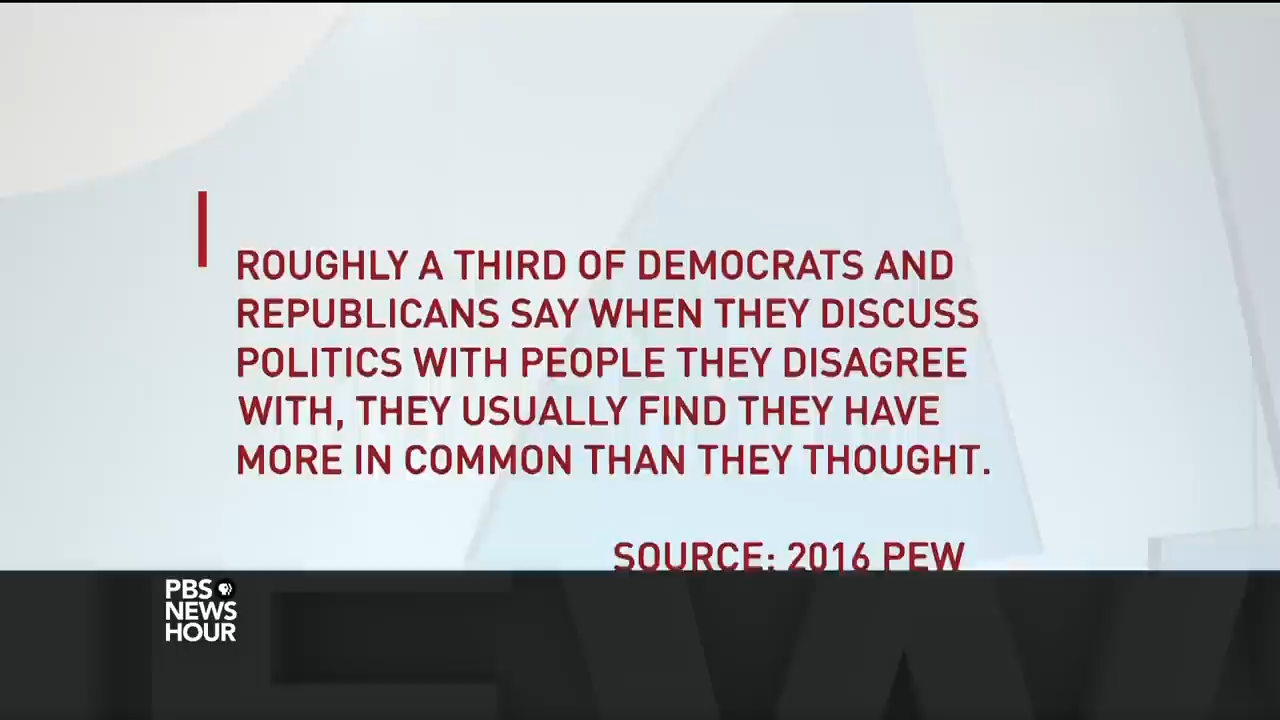 ROUGHLY A THIRD OF DEMOCRATS AND
REPUBLICANS SAY WHEN THEY DISCUSS
POLITICS WITH PEOPLE THEY DISAGREE
WITH, THEY USUALLY FIND THEY HAVE
MORE IN COMMON THAN THEY THOUGHT.
SOURCE: 2016 PEW
PBS
NEWS
HOUR